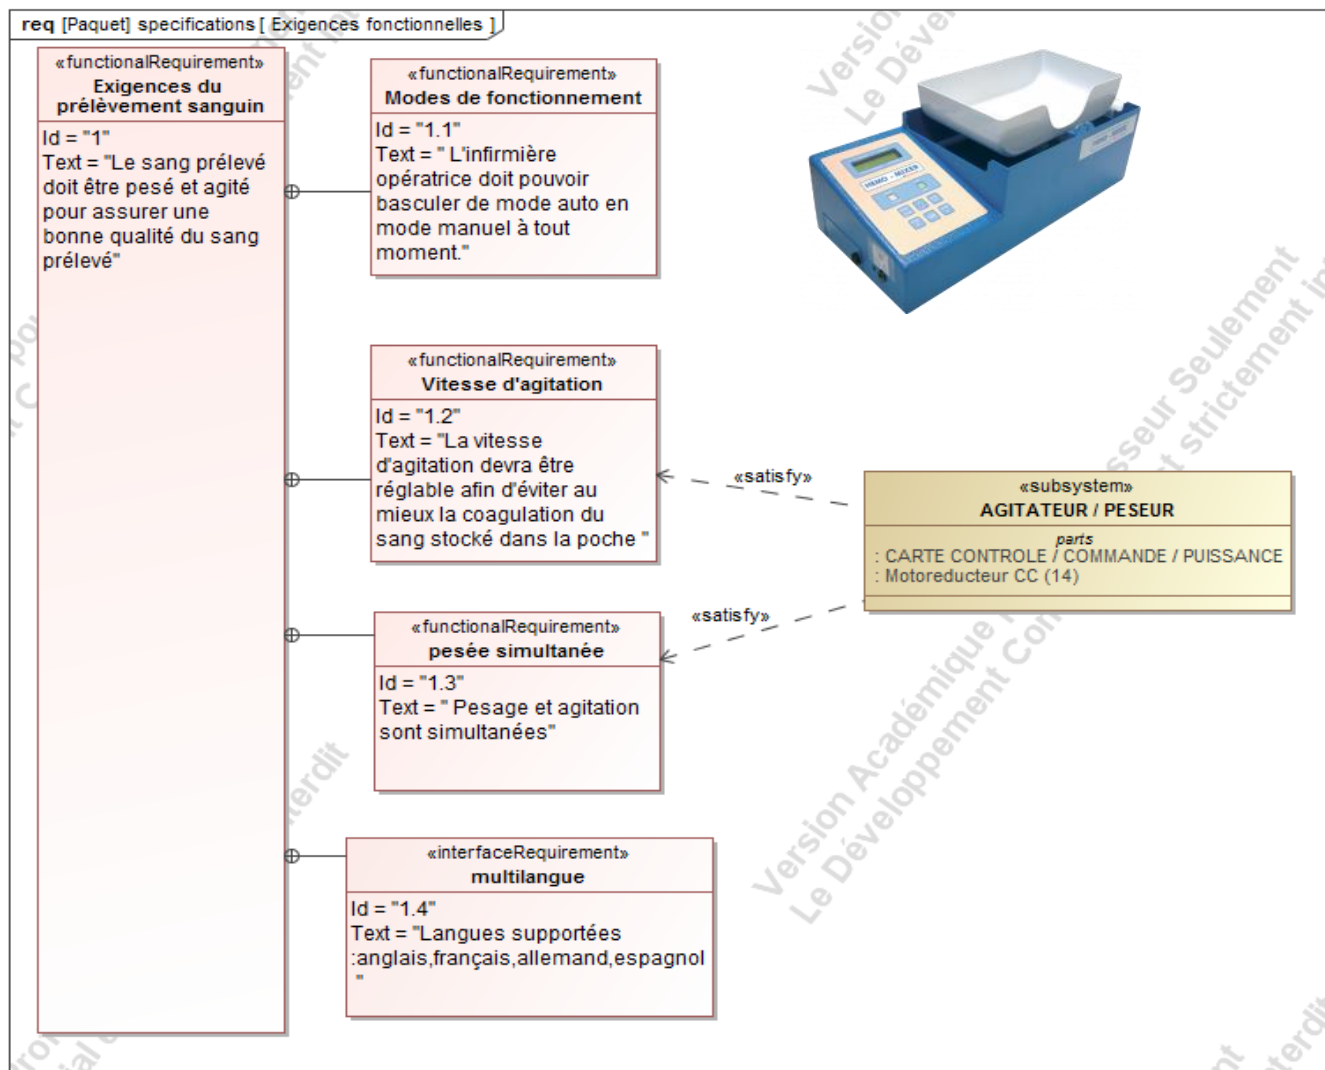 req [Paquet] specifications [ Exigences fonctionnelles ]
«functionalRequirement»
Exigences du
prélèvement sanguin
Id = "1"
Text = "Le sang prélevé
doit être pesé et agité
pour assurer une
bonne qualité du sang
prélevé"
«functionalRequirement»
Modes de fonctionnement
Id = "1.1"
Text = " L'infirmière
opératrice doit pouvoir
basculer de mode auto en
mode manuel à tout
moment."
HEMO - MIXER
«functionalRequirement»
Vitesse d'agitation
Id = "1.2"
Text = "La vitesse
d'agitation devra être
réglable afin d'éviter au
mieux la coagulation du
sang stocké dans la poche "
«satisfy»
«subsystem»
AGITATEUR / PESEUR
parts
: CARTE CONTROLE / COMMANDE / PUISSANCE
: Motoreducteur CC (14)
«satisfy»
«functionalRequirement»
pesée simultanée
Id = "1.3"
Text = " Pesage et agitation
sont simultanées"
«interfaceRequirement»
multilangue
Id = "1.4"
Text = "Langues supportées
:anglais,français,allemand,espagnol
"
Version Académique
Le Développement
sseur Seulement
st strictement